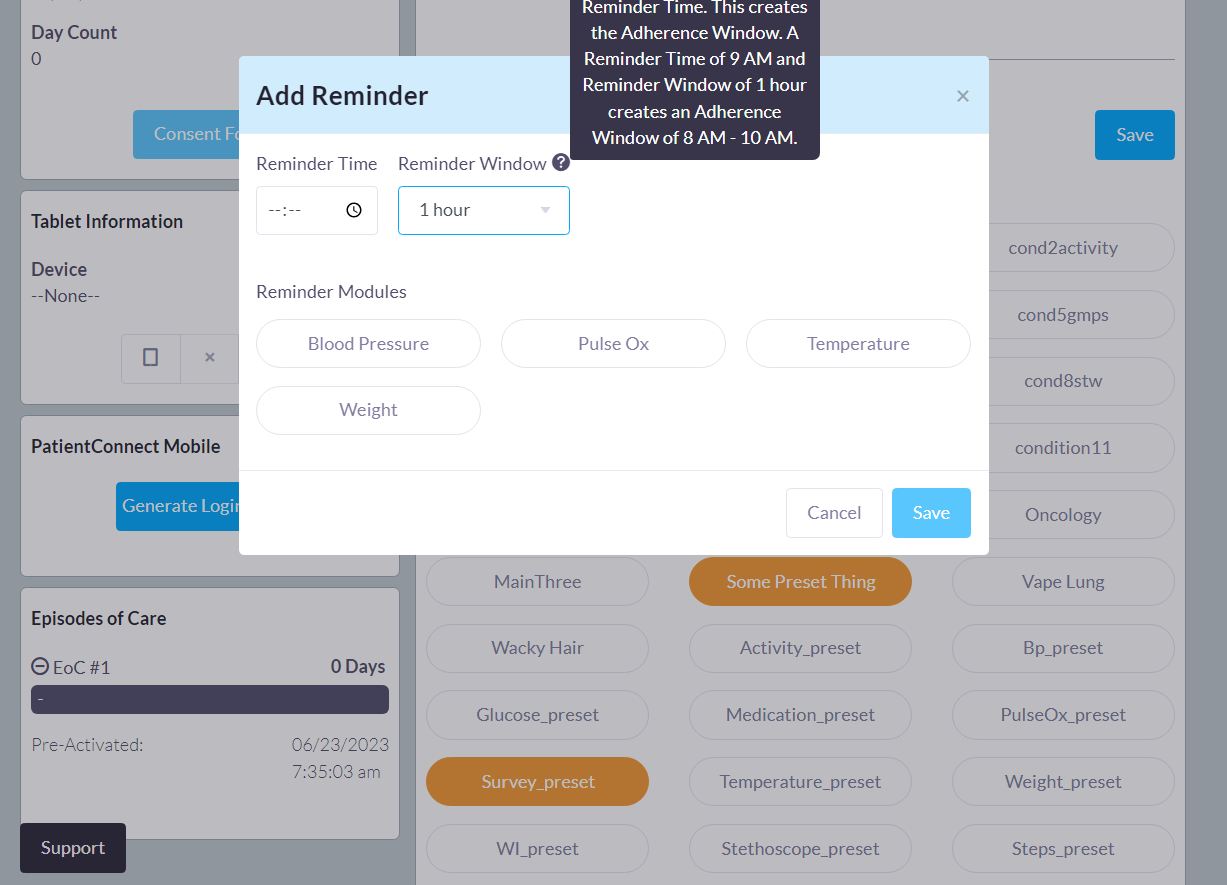 Day Count
0
Consent Fo
Tablet Information
Device
--None--
PatientConnect Mobile
Generate Login
Episodes of Care
EoC #1
0 Days
-
Pre-Activated:
06/23/2023
7:35:03 am
Support
Reminder Time. This creates
the Adherence Window. A
Reminder Time of 9 AM and
Reminder Window of 1 hour
creates an Adherence
Window of 8 AM - 10 AM.
Add Reminder
×
Reminder Time
Reminder Window ?
--:--
1 hour
Reminder Modules
Blood Pressure
Pulse Ox
Temperature
Weight
Cancel
Save
Save
cond2activity
cond5gmps
cond8stw
condition11
Oncology
MainThree
Some Preset Thing
Vape Lung
Wacky Hair
Activity_preset
Bp_preset
Glucose_preset
Medication_preset
PulseOx_preset
Survey_preset
Temperature_preset
Weight_preset
WI_preset
Stethoscope_preset
Steps_preset